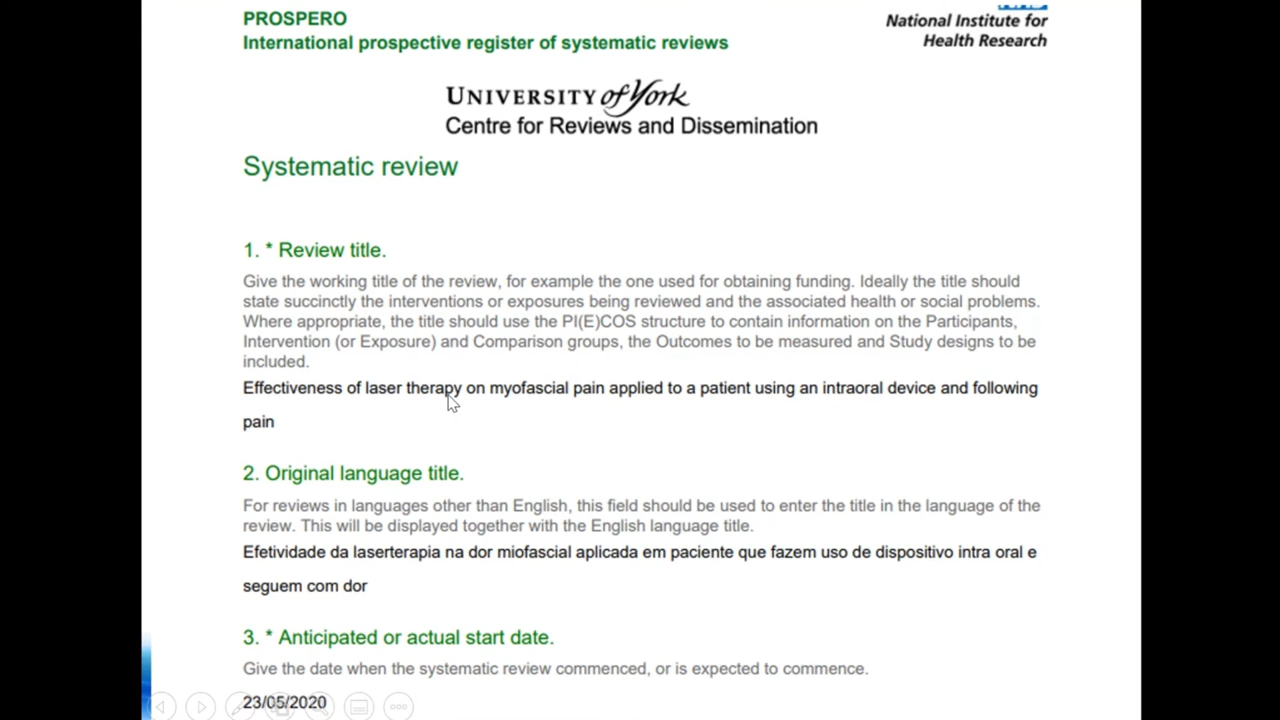 PROSPERO
International prospective register of systematic reviews
National Institute for
Health Research
UNIVERSITY of York
Centre for Reviews and Dissemination
Systematic review
1. * Review title.
Give the working title of the review, for example the one used for obtaining funding. Ideally the title should
state succinctly the interventions or exposures being reviewed and the associated health or social problems.
Where appropriate, the title should use the PI(E)COS structure to contain information on the Participants,
Intervention (or Exposure) and Comparison groups, the Outcomes to be measured and Study designs to be
included.
Effectiveness of laser therapy on myofascial pain applied to a patient using an intraoral device and following
pain
2. Original language title.
For reviews in languages other than English, this field should be used to enter the title in the language of the
review. This will be displayed together with the English language title.
Efetividade da laserterapia na dor miofascial aplicada em paciente que fazem uso de dispositivo intra oral e
seguem com dor
3. * Anticipated or actual start date.
Give the date when the systematic review commenced, or is expected to commence.
23/05/2020